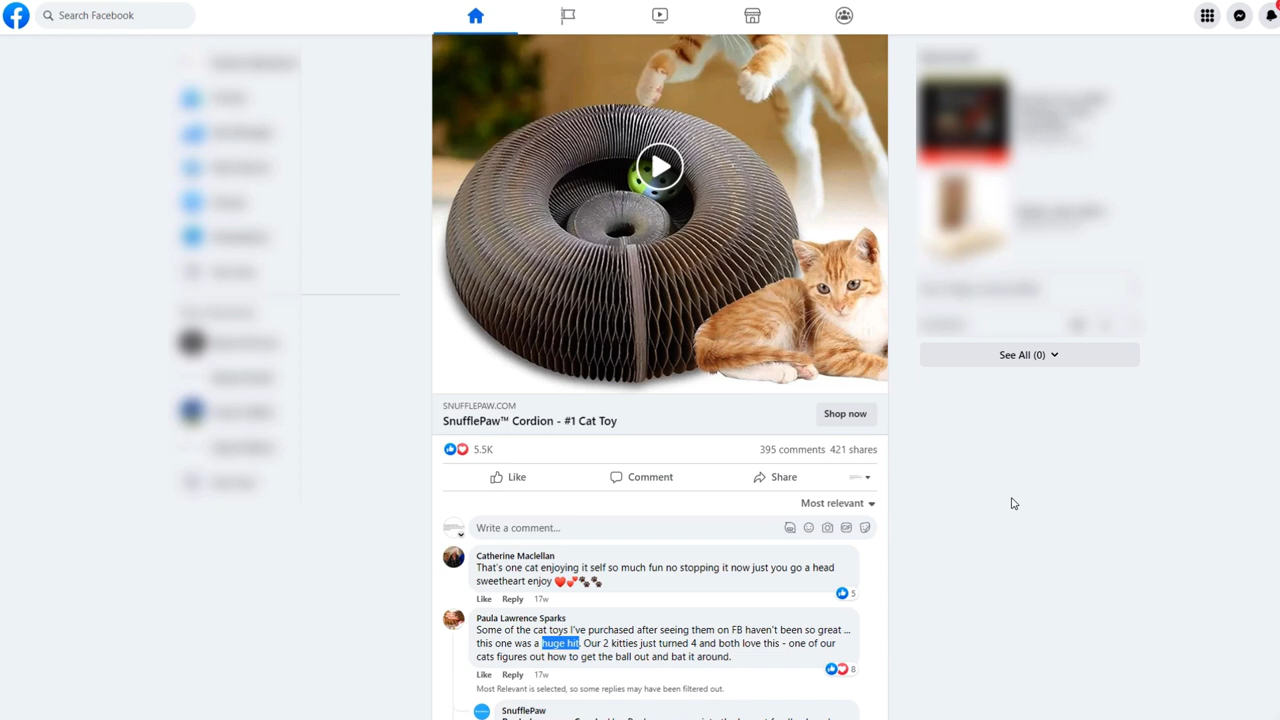 Search Facebook
SNUFFLEPAW.COM
SnufflePaw™ Cordion - #1 Cat Toy
Shop now
5.5K
395 comments 421 shares
Like
Comment
Share
Most relevant
Write a comment...
Catherine Maclellan
That's one cat enjoying it self so much fun no stopping it now just you go a head
sweetheart enjoy ❤️💕🐾🐾
5
Like Reply 17w
Paula Lawrence Sparks
Some of the cat toys I've purchased after seeing them on FB haven't been so great ...
this one was a huge hit. Our 2 kitties just turned 4 and both love this - one of our
cats figures out how to get the ball out and bat it around.
8
Like Reply 17w
Most Relevant is selected, so some replies may have been filtered out.
SnufflePaw
See All (0)